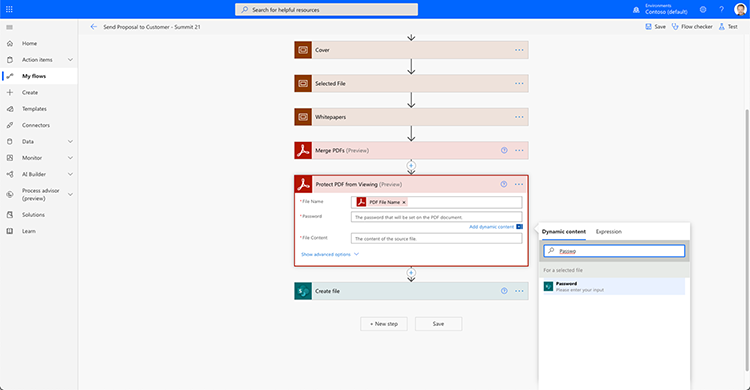 Search for helpful resources
Environments
Contoso (default)
?
Send Proposal to Customer - Summit 21
Save
Flow checker
Test
Home
Action items
My flows
Create
Templates
Connectors
Data
Monitor
AI Builder
Process advisor
(preview)
Solutions
Learn
Cover
Selected File
Whitepapers
Merge PDFs (Preview)
Protect PDF from Viewing (Preview)
* File Name
PDF File Name ×
* Password
The password that will be set on the PDF document.
Add dynamic content
* File Content
The content of the source file.
Show advanced options
Create file
+ New step
Save
Dynamic content
Expression
Passwo
For a selected file
Password
Please enter your input